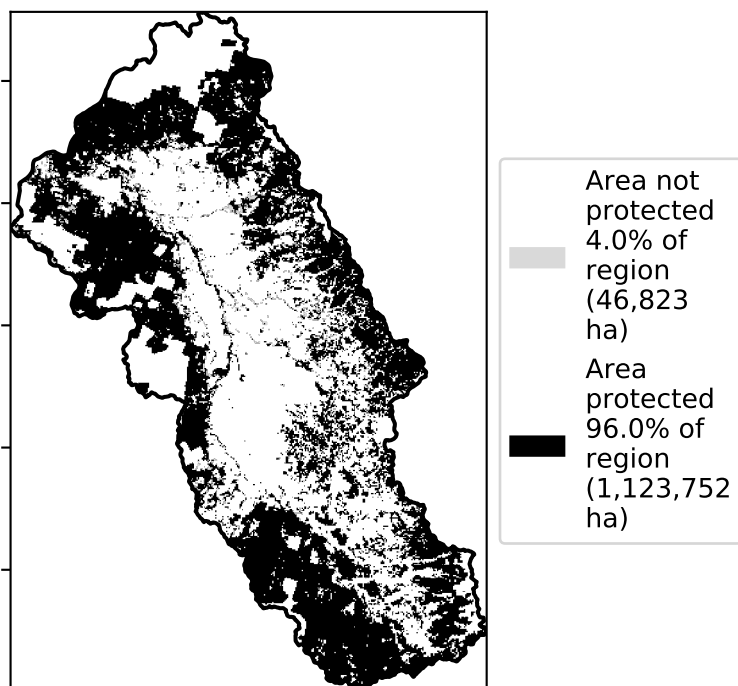 Area not
protected
4.0% of
region
(46,823
ha)
Area
protected
96.0% of
region
(1,123,752
ha)